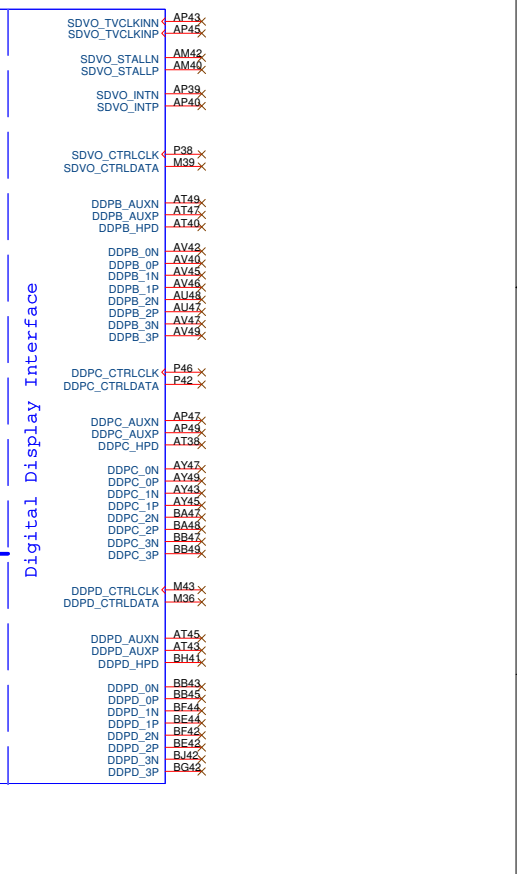 SDVO_TVCLKINN AP43
SDVO_TVCLKINP AP45
SDVO_STALLN AM42
SDVO_STALLP AM40
SDVO_INTN AP39
SDVO_INTP AP40
SDVO_CTRLCLK P38
SDVO_CTRLDATA M39
DDPB_AUXN AT49
DDPB_AUXP AT47
DDPB_HPD AT40
DDPB_0N AV42
DDPB_0P AV40
DDPB_1N AV45
DDPB_1P AV46
DDPB_2N AU48
DDPB_2P AU47
DDPB_3N AV47
DDPB_3P AV49
DDPC_CTRLCLK P46
DDPC_CTRLDATA P42
DDPC_AUXN AP47
DDPC_AUXP AP49
DDPC_HPD AT38
DDPC_0N AY47
DDPC_0P AY49
DDPC_1N AY43
DDPC_1P AY45
DDPC_2N BA47
DDPC_2P BA48
DDPC_3N BB47
DDPC_3P BB49
DDPD_CTRLCLK M43
DDPD_CTRLDATA M36
DDPD_AUXN AT45
DDPD_AUXP AT43
DDPD_HPD BH41
DDPD_0N BB43
DDPD_0P BB45
DDPD_1N BF44
DDPD_1P BE44
DDPD_2N BF42
DDPD_2P BE42
DDPD_3N BJ42
DDPD_3P BG42
Digital Display Interface